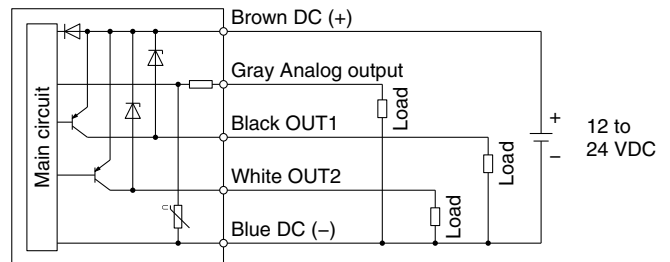 Brown DC (+)
Gray Analog output
Main circuit
Load
Black OUT1
+
12 to
24 VDC
−
Load
White OUT2
Load
Blue DC (−)